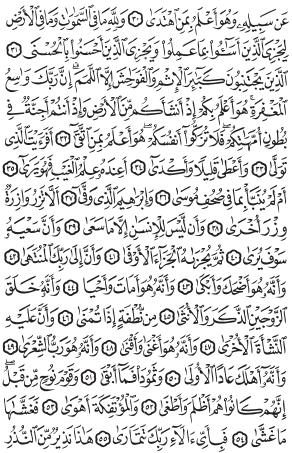 عَن سَبِيلِهِۦ وَهُوَ أَعْلَمُ بِمَنِ ٱهْتَدَىٰ ٣٠ وَلِلَّهِ مَا فِى ٱلسَّمَٰوَٰتِ وَمَا فِى ٱلْأَرْضِ
لِيَجْزِىَ ٱلَّذِينَ أَسَٰٓـُٔوا۟ بِمَا عَمِلُوا۟ وَيَجْزِىَ ٱلَّذِينَ أَحْسَنُوا۟ بِٱلْحُسْنَى ٣١
ٱلَّذِينَ يَجْتَنِبُونَ كَبَٰٓئِرَ ٱلْإِثْمِ وَٱلْفَوَٰحِشَ إِلَّا ٱللَّمَمَ ۚ إِنَّ رَبَّكَ وَٰسِعُ
ٱلْمَغْفِرَةِ ۚ هُوَ أَعْلَمُ بِكُمْ إِذْ أَنشَأَكُم مِّنَ ٱلْأَرْضِ وَإِذْ أَنتُمْ أَجِنَّةٌ فِى
بُطُونِ أُمَّهَٰتِكُمْ ۖ فَلَا تُزَكُّوٓا۟ أَنفُسَكُمْ ۖ هُوَ أَعْلَمُ بِمَنِ ٱتَّقَىٰٓ ٣٢ أَفَرَءَيْتَ ٱلَّذِى
تَوَلَّىٰ ٣٣ وَأَعْطَىٰ قَلِيلًا وَأَكْدَىٰٓ ٣٤ أَعِندَهُۥ عِلْمُ ٱلْغَيْبِ فَهُوَ يَرَىٰٓ ٣٥
أَمْ لَمْ يُنَبَّأْ بِمَا فِى صُحُفِ مُوسَىٰ ٣٦ وَإِبْرَٰهِيمَ ٱلَّذِى وَفَّىٰٓ ٣٧ أَلَّا تَزِرُ وَازِرَةٌ
وِزْرَ أُخْرَىٰ ٣٨ وَأَن لَّيْسَ لِلْإِنسَٰنِ إِلَّا مَا سَعَىٰ ٣٩ وَأَنَّ سَعْيَهُۥ
سَوْفَ يُرَىٰ ٤٠ ثُمَّ يُجْزَىٰهُ ٱلْجَزَآءَ ٱلْأَوْفَىٰ ٤١ وَأَنَّ إِلَىٰ رَبِّكَ ٱلْمُنتَهَىٰ ٤٢
وَأَنَّهُۥ هُوَ أَضْحَكَ وَأَبْكَىٰ ٤٣ وَأَنَّهُۥ هُوَ أَمَاتَ وَأَحْيَا ٤٤ وَأَنَّهُۥ خَلَقَ
ٱلزَّوْجَيْنِ ٱلذَّكَرَ وَٱلْأُنثَىٰ ٤٥ مِن نُّطْفَةٍ إِذَا تُمْنَىٰ ٤٦ وَأَنَّ عَلَيْهِ
ٱلنَّشْأَةَ ٱلْأُخْرَىٰ ٤٧ وَأَنَّهُۥ هُوَ أَغْنَىٰ وَأَقْنَىٰ ٤٨ وَأَنَّهُۥ هُوَ رَبُّ ٱلشِّعْرَىٰ ٤٩
وَأَنَّهُۥٓ أَهْلَكَ عَادًا ٱلْأُولَىٰ ٥٠ وَثَمُودَا۟ فَمَآ أَبْقَىٰ ٥١ وَقَوْمَ نُوحٍ مِّن قَبْلُ ۖ
إِنَّهُمْ كَانُوا۟ هُمْ أَظْلَمَ وَأَطْغَىٰ ٥٢ وَٱلْمُؤْتَفِكَةَ أَهْوَىٰ ٥٣ فَغَشَّىٰهَا
مَا غَشَّىٰ ٥٤ فَبِأَىِّ ءَالَآءِ رَبِّكَ تَتَمَارَىٰ ٥٥ هَٰذَا نَذِيرٌ مِّنَ ٱلنُّذُرِ